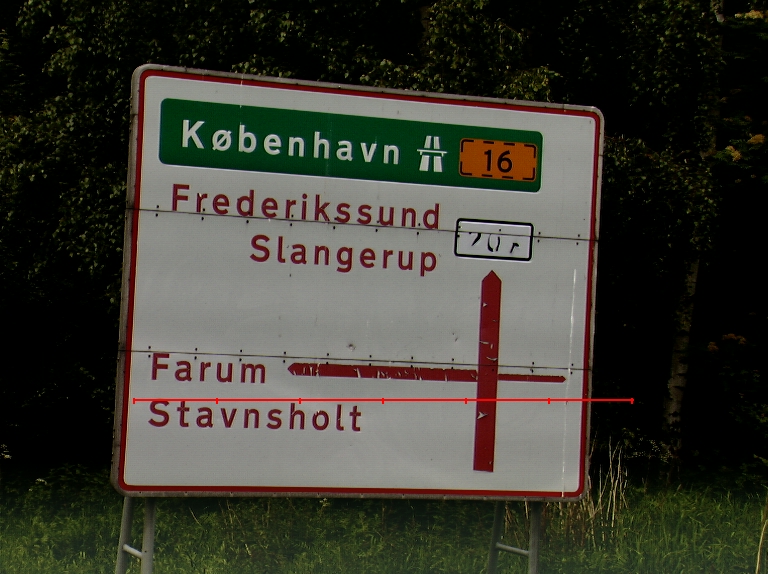 København 16
Frederikssund
Slangerup
Farum
Stavnsholt